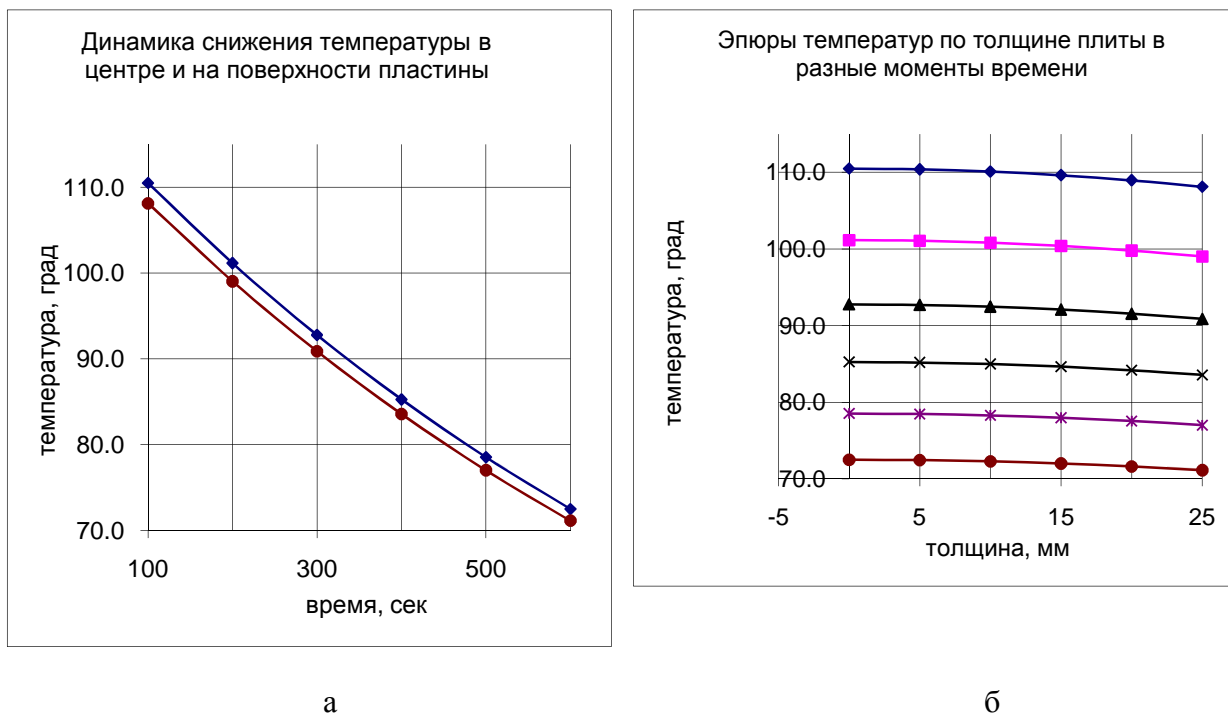 Динамика снижения температуры в
центре и на поверхности пластины
110.0
100.0
90.0
80.0
70.0
температура, град
100 300 500
время, сек
а
Эпюры температур по толщине плиты в
разные моменты времени
110.0
100.0
90.0
80.0
70.0
температура, град
-5 5 15 25
толщина, мм
б